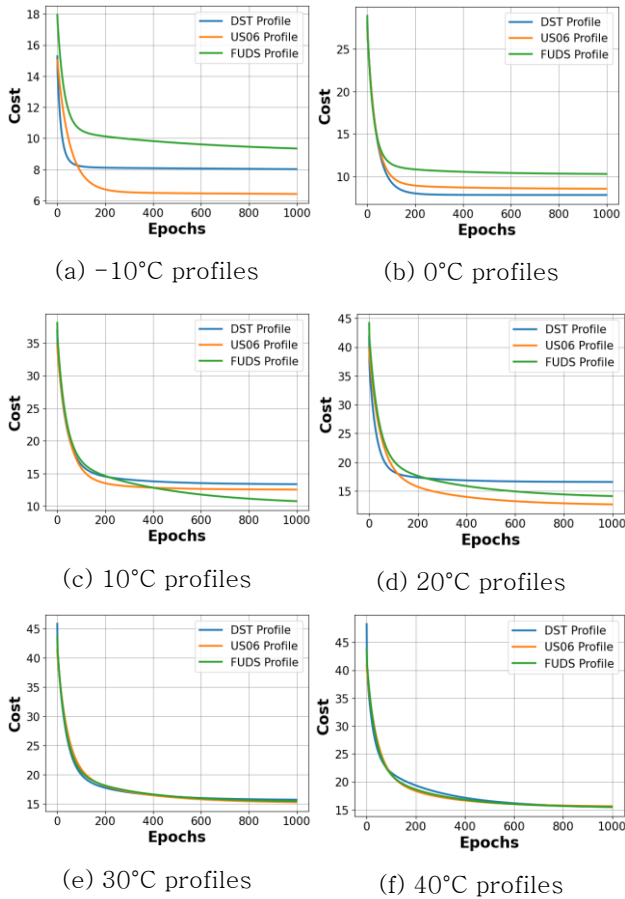 18
16
14
12
10
8
6
Cost
DST Profile
US06 Profile
FUDS Profile
0 200 400 600 800 1000
Epochs
(a) -10°C profiles
25
20
15
10
Cost
DST Profile
US06 Profile
FUDS Profile
0 200 400 600 800 1000
Epochs
(b) 0°C profiles
35
30
25
20
15
10
Cost
DST Profile
US06 Profile
FUDS Profile
0 200 400 600 800 1000
Epochs
(c) 10°C profiles
45
40
35
30
25
20
15
Cost
DST Profile
US06 Profile
FUDS Profile
0 200 400 600 800 1000
Epochs
(d) 20°C profiles
45
40
35
30
25
20
15
Cost
DST Profile
US06 Profile
FUDS Profile
0 200 400 600 800 1000
Epochs
(e) 30°C profiles
45
40
35
30
25
20
15
Cost
DST Profile
US06 Profile
FUDS Profile
0 200 400 600 800 1000
Epochs
(f) 40°C profiles